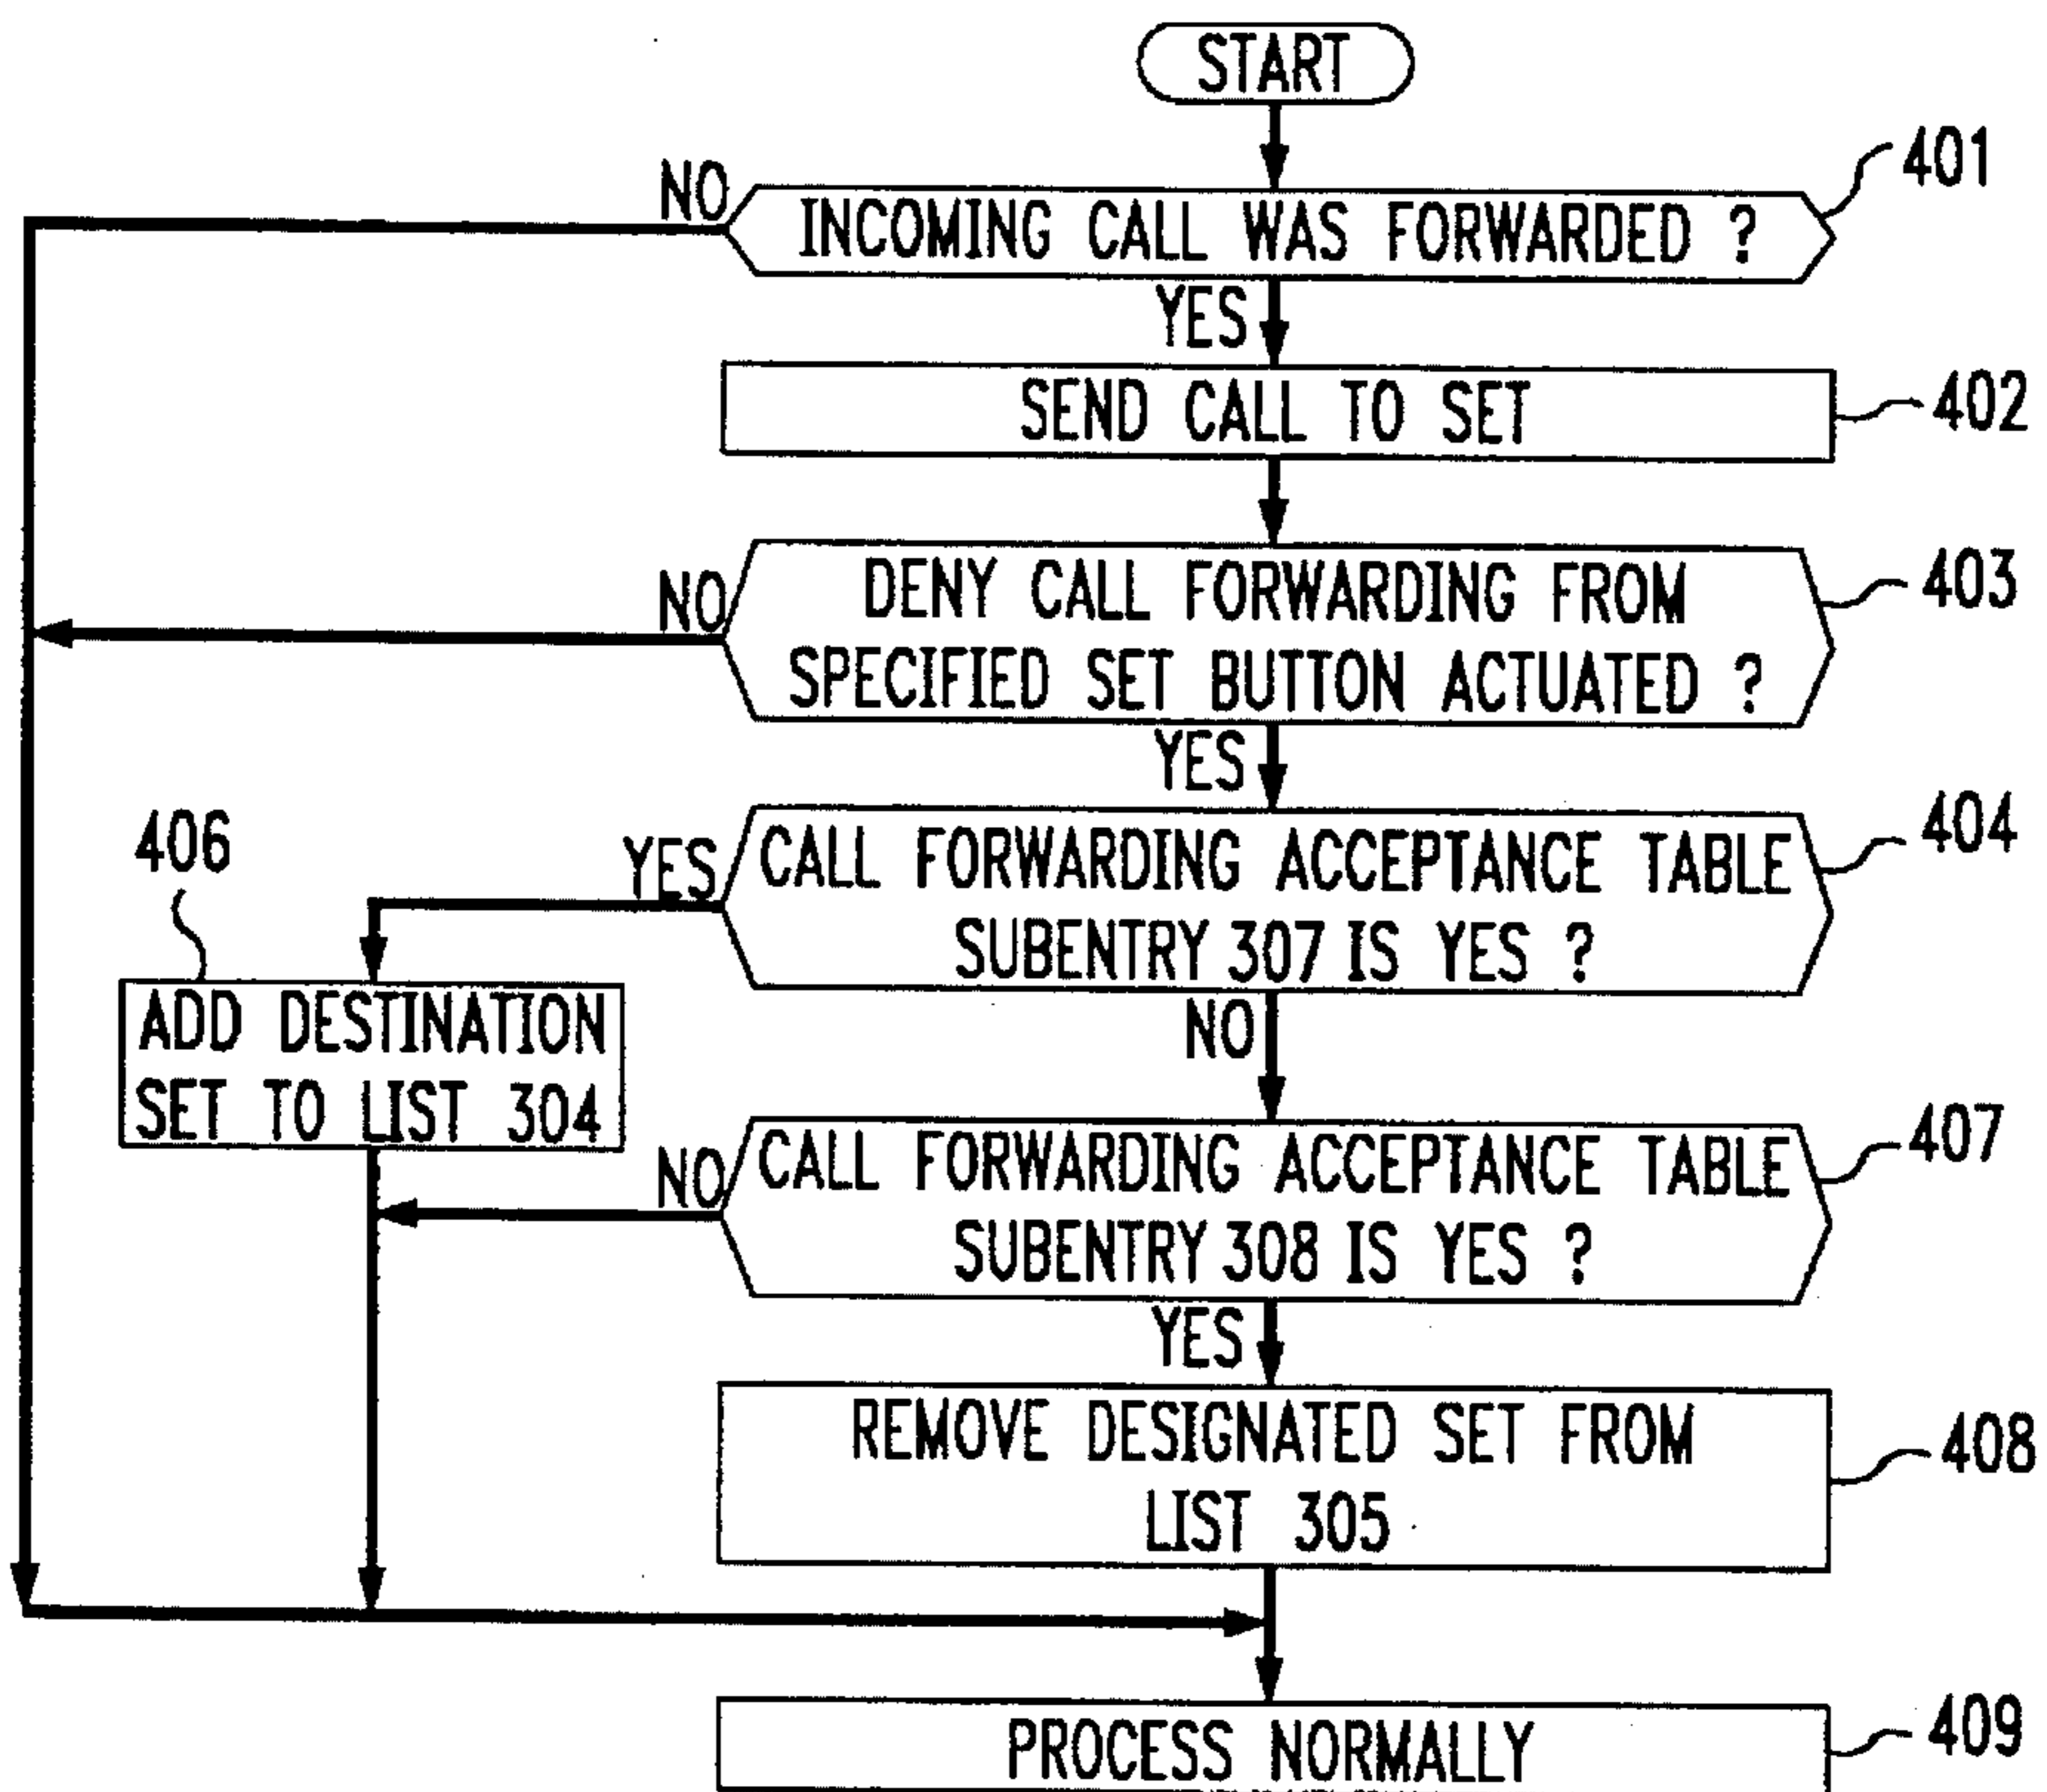 START
401
NO
INCOMING CALL WAS FORWARDED ?
YES
SEND CALL TO SET
402
DENY CALL FORWARDING FROM
SPECIFIED SET BUTTON ACTUATED ?
403
NO
YES
CALL FORWARDING ACCEPTANCE TABLE
SUBENTRY 307 IS YES ?
404
YES
406
ADD DESTINATION
SET TO LIST 304
NO
CALL FORWARDING ACCEPTANCE TABLE
SUBENTRY 308 IS YES ?
407
NO
YES
REMOVE DESIGNATED SET FROM
LIST 305
408
PROCESS NORMALLY
409